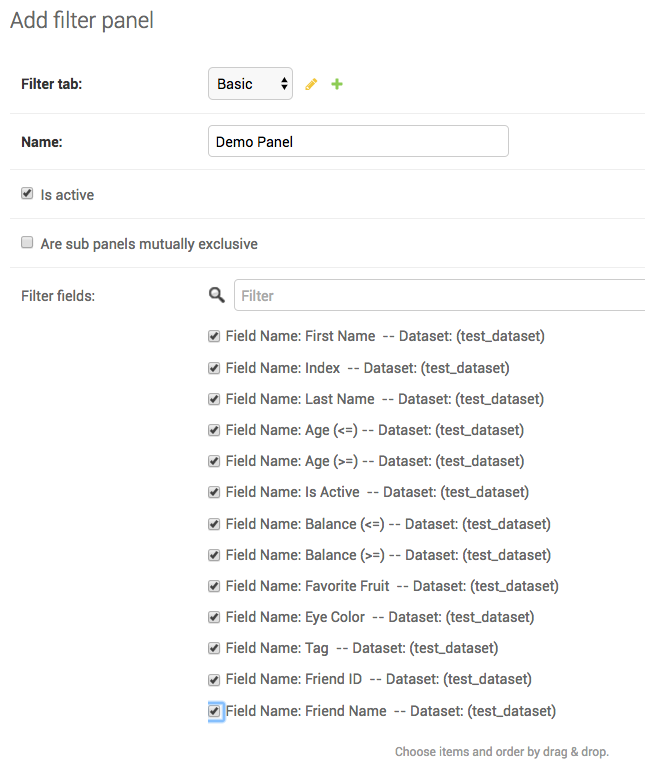 Add filter panel
Filter tab: Basic
Name: Demo Panel
Is active
Are sub panels mutually exclusive
Filter fields: Filter
Field Name: First Name -- Dataset: (test_dataset)
Field Name: Index -- Dataset: (test_dataset)
Field Name: Last Name -- Dataset: (test_dataset)
Field Name: Age (<=) -- Dataset: (test_dataset)
Field Name: Age (>=) -- Dataset: (test_dataset)
Field Name: Is Active -- Dataset: (test_dataset)
Field Name: Balance (<=) -- Dataset: (test_dataset)
Field Name: Balance (>=) -- Dataset: (test_dataset)
Field Name: Favorite Fruit -- Dataset: (test_dataset)
Field Name: Eye Color -- Dataset: (test_dataset)
Field Name: Tag -- Dataset: (test_dataset)
Field Name: Friend ID -- Dataset: (test_dataset)
Field Name: Friend Name -- Dataset: (test_dataset)
Choose items and order by drag & drop.